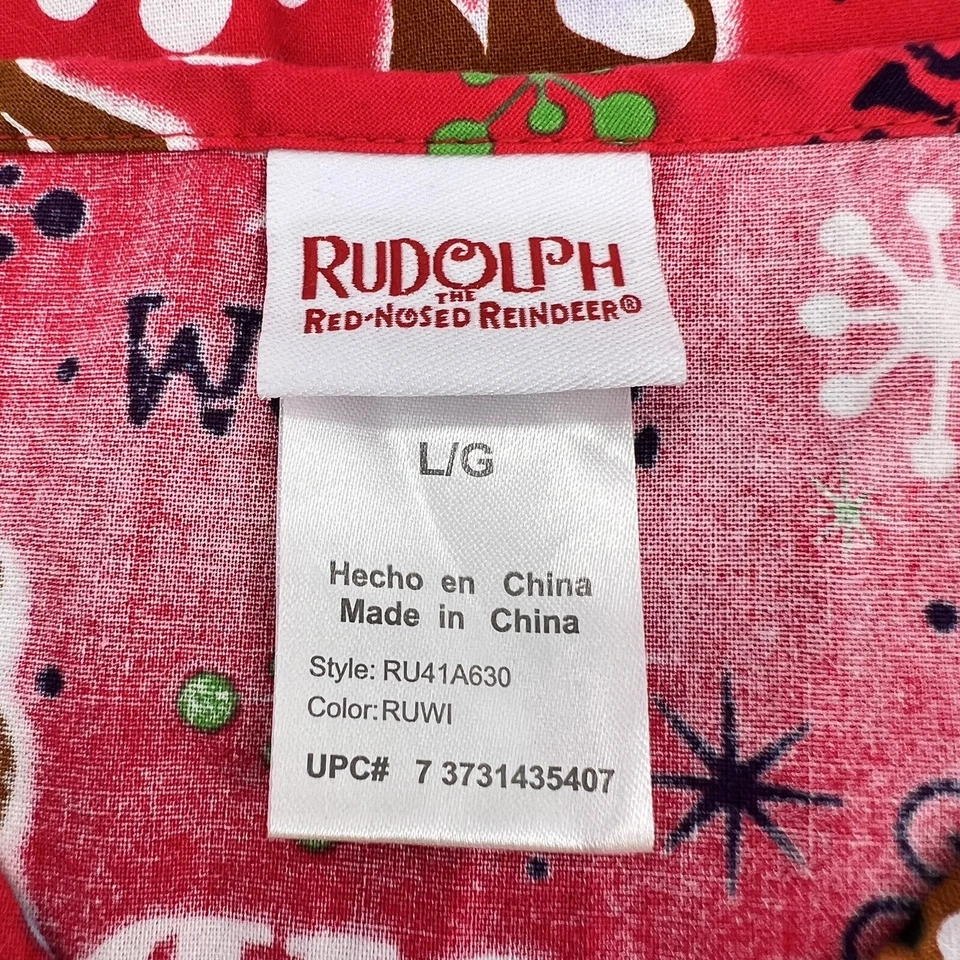 RUDOLPH
THE
RED-NOSED REINDEER®
W
L/G
Hecho en China
Made in China
Style: RU41A630
Color:RUWI
UPC# 7 3731435407